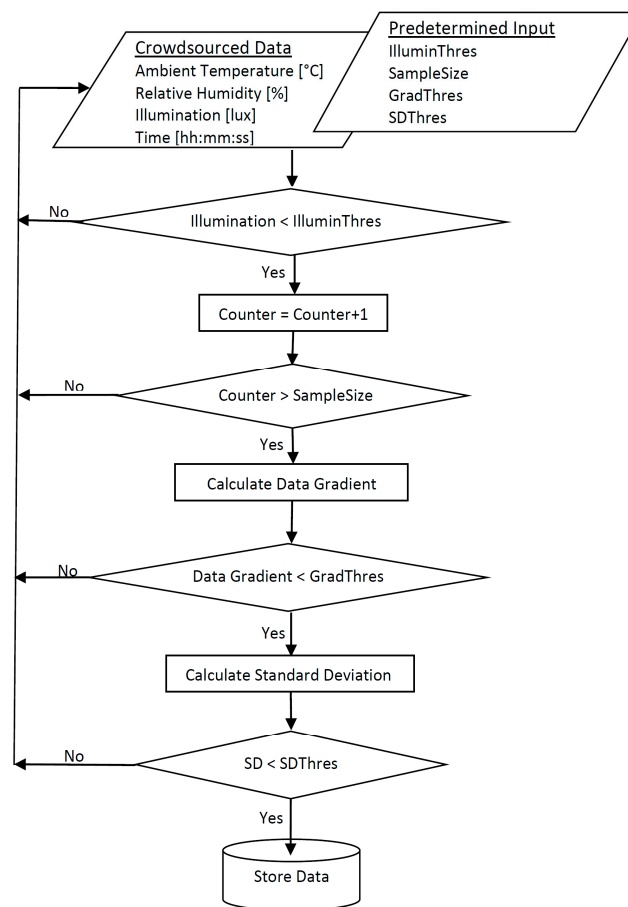 Crowdsourced Data
Ambient Temperature [°C]
Relative Humidity [%]
Illumination [lux]
Time [hh:mm:ss]
Predetermined Input
IlluminThres
SampleSize
GradThres
SDThres
Illumination < IlluminThres
No
Yes
Counter = Counter+1
Counter > SampleSize
No
Yes
Calculate Data Gradient
Data Gradient < GradThres
No
Yes
Calculate Standard Deviation
SD < SDThres
No
Yes
Store Data